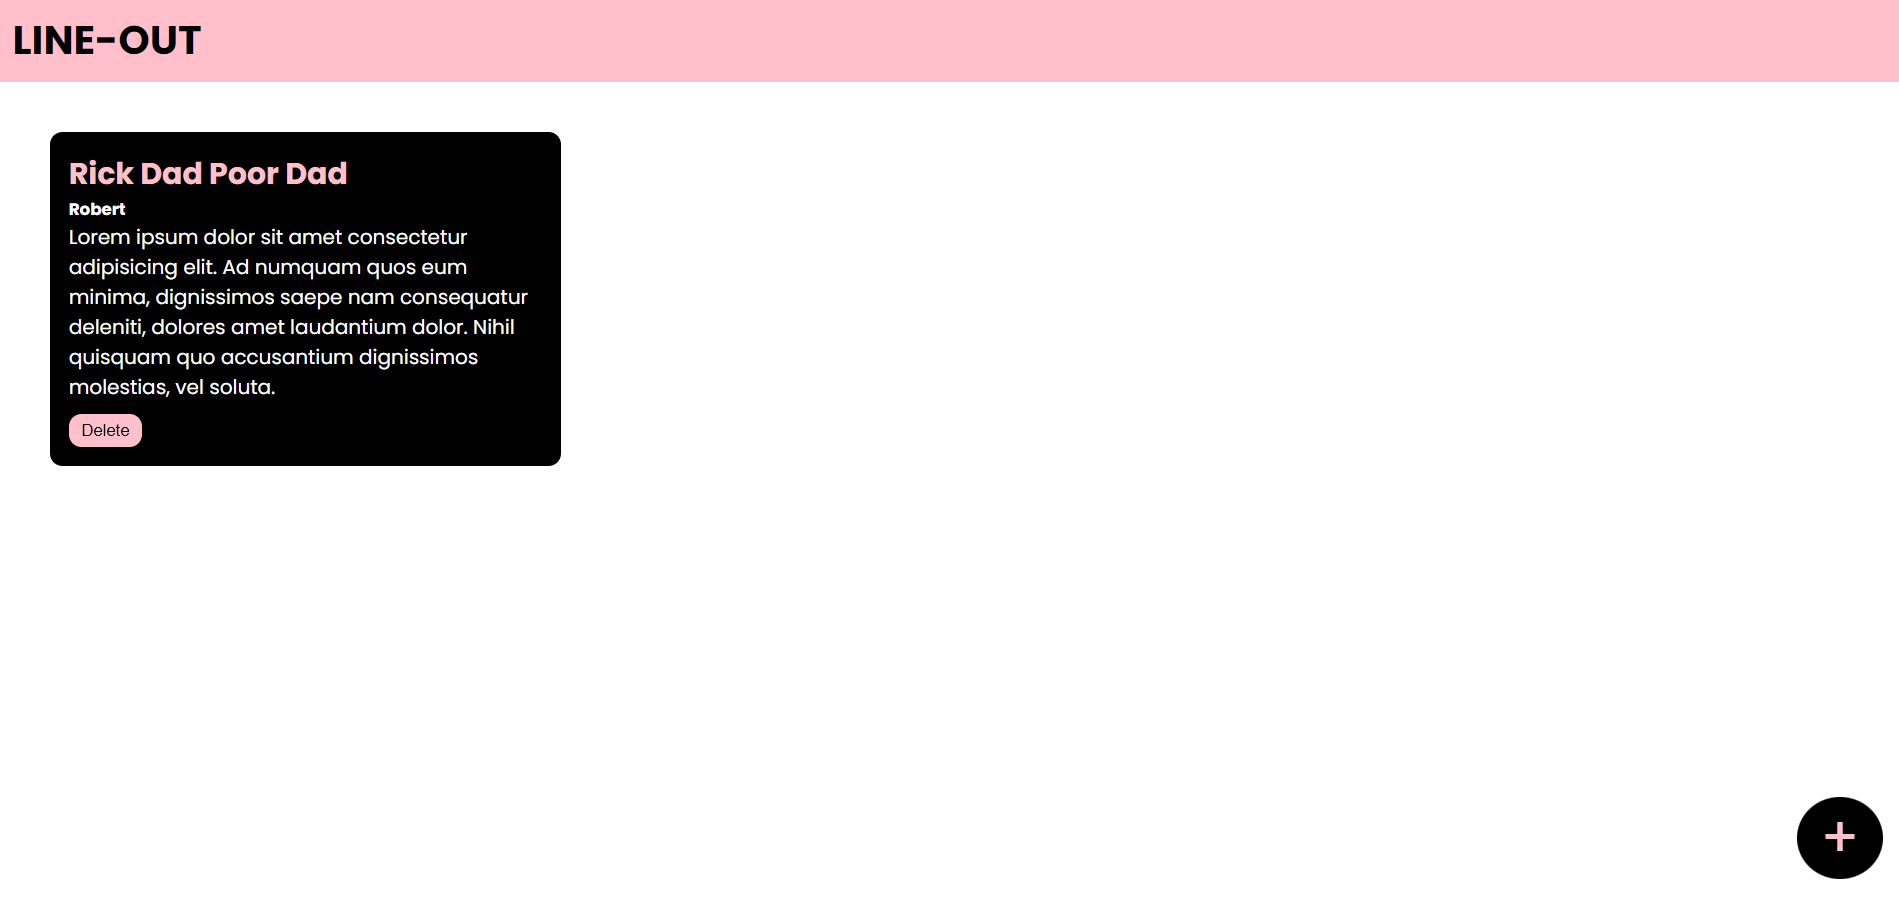 LINE-OUT
Rick Dad Poor Dad
Robert
Lorem ipsum dolor sit amet consectetur
adipisicing elit. Ad numquam quos eum
minima, dignissimos saepe nam consequatur
deleniti, dolores amet laudantium dolor. Nihil
quisquam quo accusantium dignissimos
molestias, vel soluta.
Delete
+